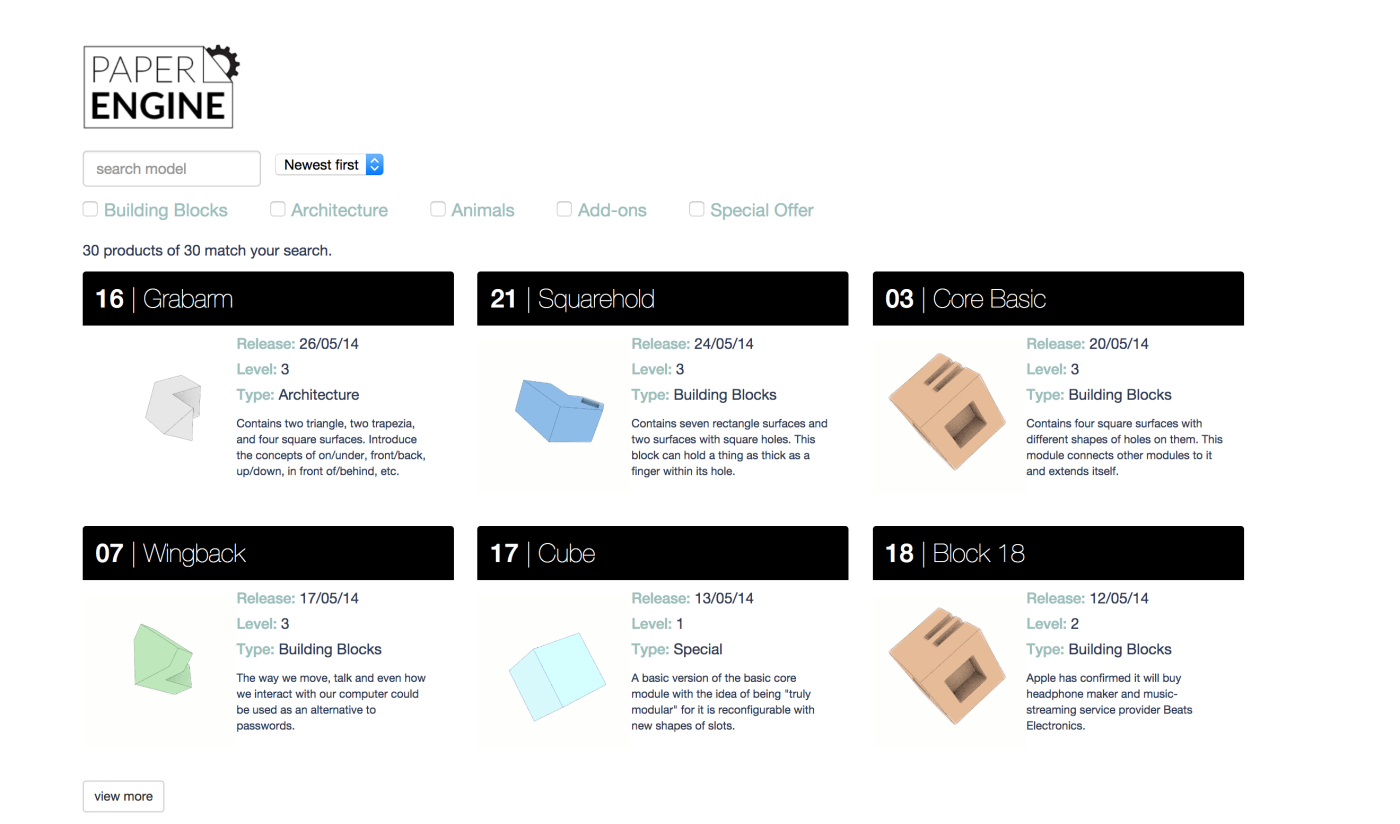 PAPER
ENGINE
search model
Newest first
Building Blocks Architecture Animals Add-ons Special Offer
30 products of 30 match your search.
16 | Grabarm
Release: 26/05/14
Level: 3
Type: Architecture
Contains two triangle, two trapezia,
and four square surfaces. Introduce
the concepts of on/under, front/back,
up/down, in front of/behind, etc.
21 | Squarehold
Release: 24/05/14
Level: 3
Type: Building Blocks
Contains seven rectangle surfaces and
two surfaces with square holes. This
block can hold a thing as thick as a
finger within its hole.
03 | Core Basic
Release: 20/05/14
Level: 3
Type: Building Blocks
Contains four square surfaces with
different shapes of holes on them. This
module connects other modules to it
and extends itself.
07 | Wingback
Release: 17/05/14
Level: 3
Type: Building Blocks
The way we move, talk and even how
we interact with our computer could
be used as an alternative to
passwords.
17 | Cube
Release: 13/05/14
Level: 1
Type: Special
A basic version of the basic core
module with the idea of being "truly
modular" for it is reconfigurable with
new shapes of slots.
18 | Block 18
Release: 12/05/14
Level: 2
Type: Building Blocks
Apple has confirmed it will buy
headphone maker and music-
streaming service provider Beats
Electronics.
view more